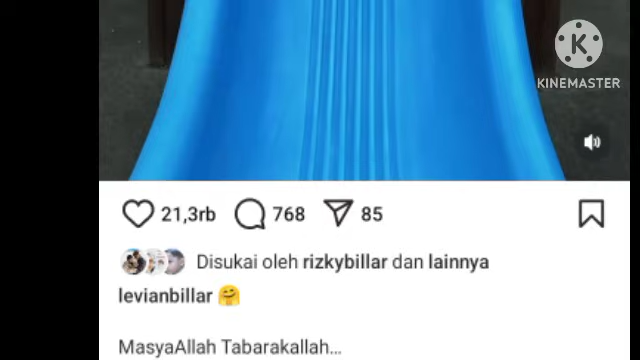 KINEMASTER
21,3rb 768 85
Disukai oleh rizkybillar dan lainnya
levianbillar 🤗
MasyaAllah Tabarakallah...